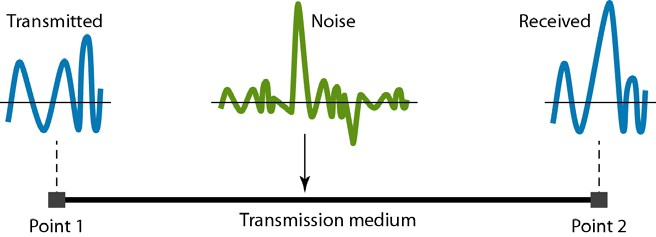 Transmitted
Noise
Received
Point 1
Transmission medium
Point 2